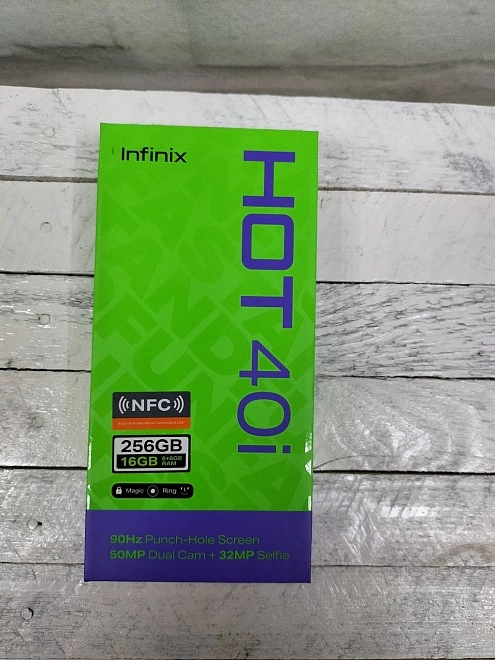 Infinix
HOT 40i
NFC
256GB
16GB 8+8GB RAM
Magic Ring
90Hz Punch-Hole Screen
50MP Dual Cam + 32MP Selfie